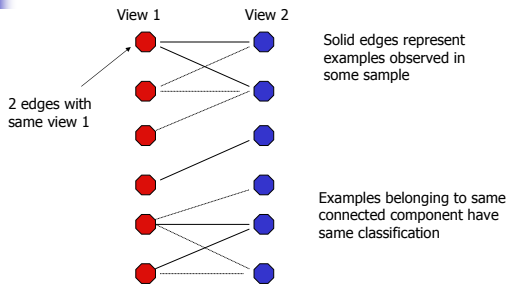 View 1
View 2
Solid edges represent
examples observed in
some sample
2 edges with
same view 1
Examples belonging to same
connected component have
same classification